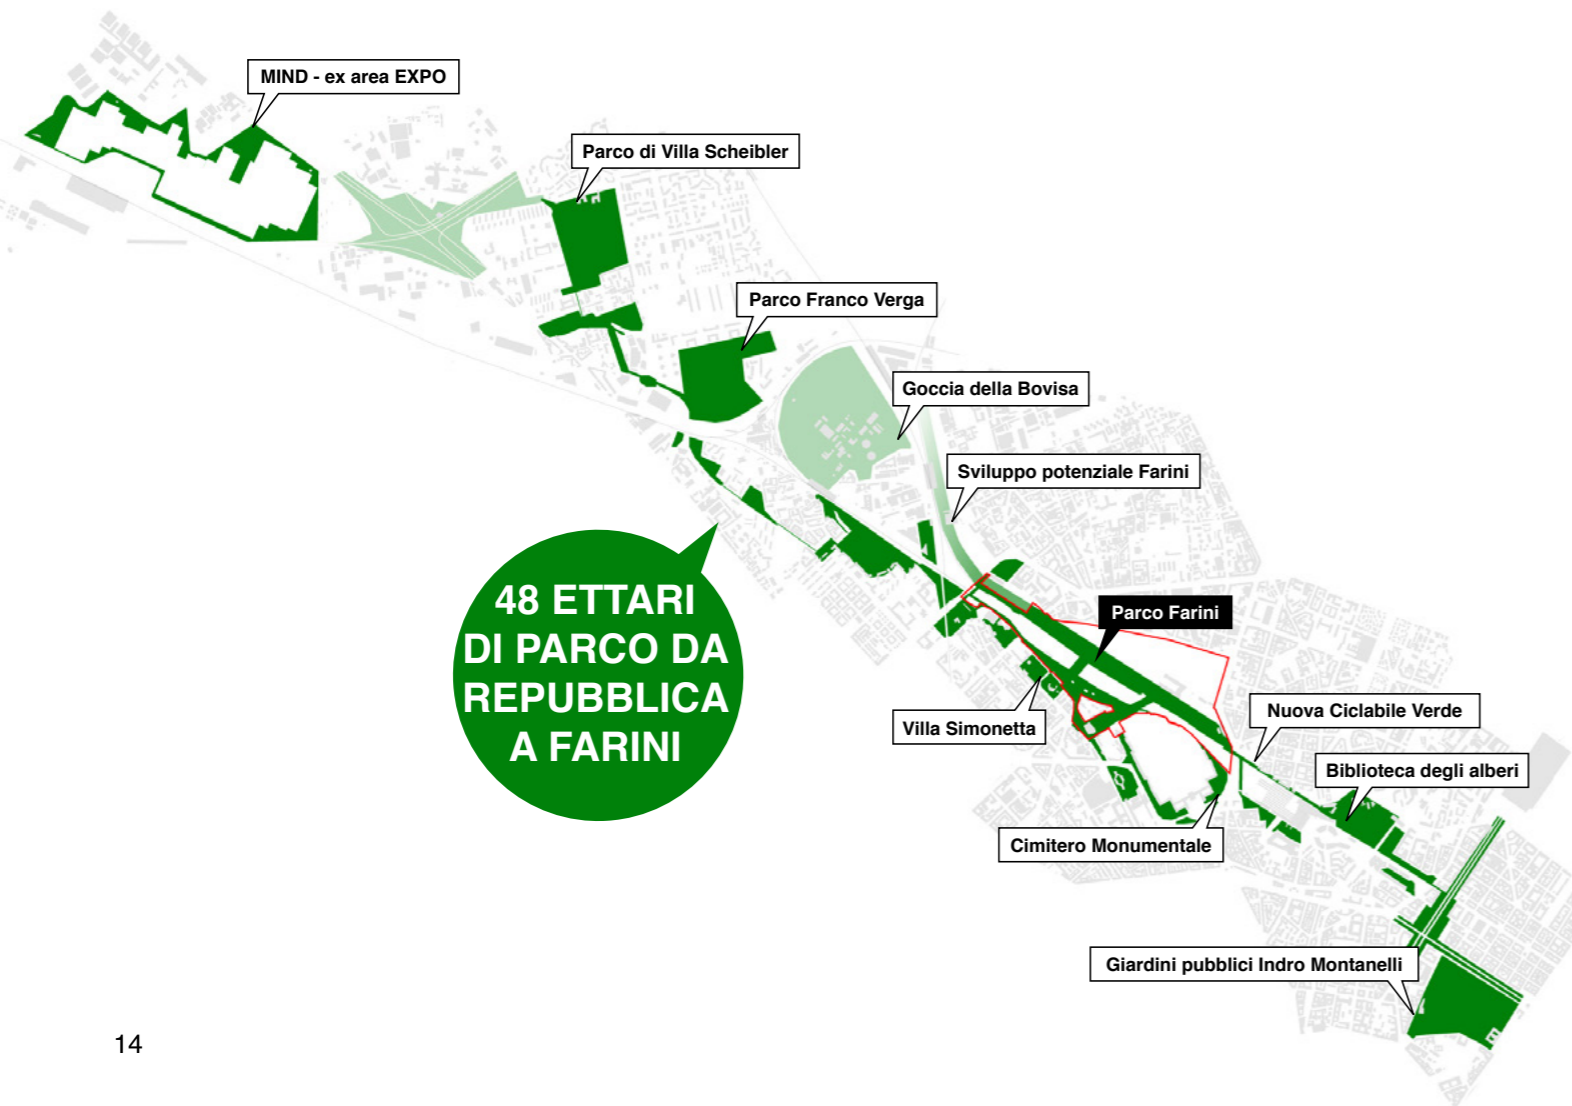 MIND - ex area EXPO
Parco di Villa Scheibler
Parco Franco Verga
Goccia della Bovisa
Sviluppo potenziale Farini
48 ETTARI
DI PARCO DA
REPUBBLICA
A FARINI
Parco Farini
Villa Simonetta
Nuova Ciclabile Verde
Biblioteca degli alberi
Cimitero Monumentale
Giardini pubblici Indro Montanelli
14